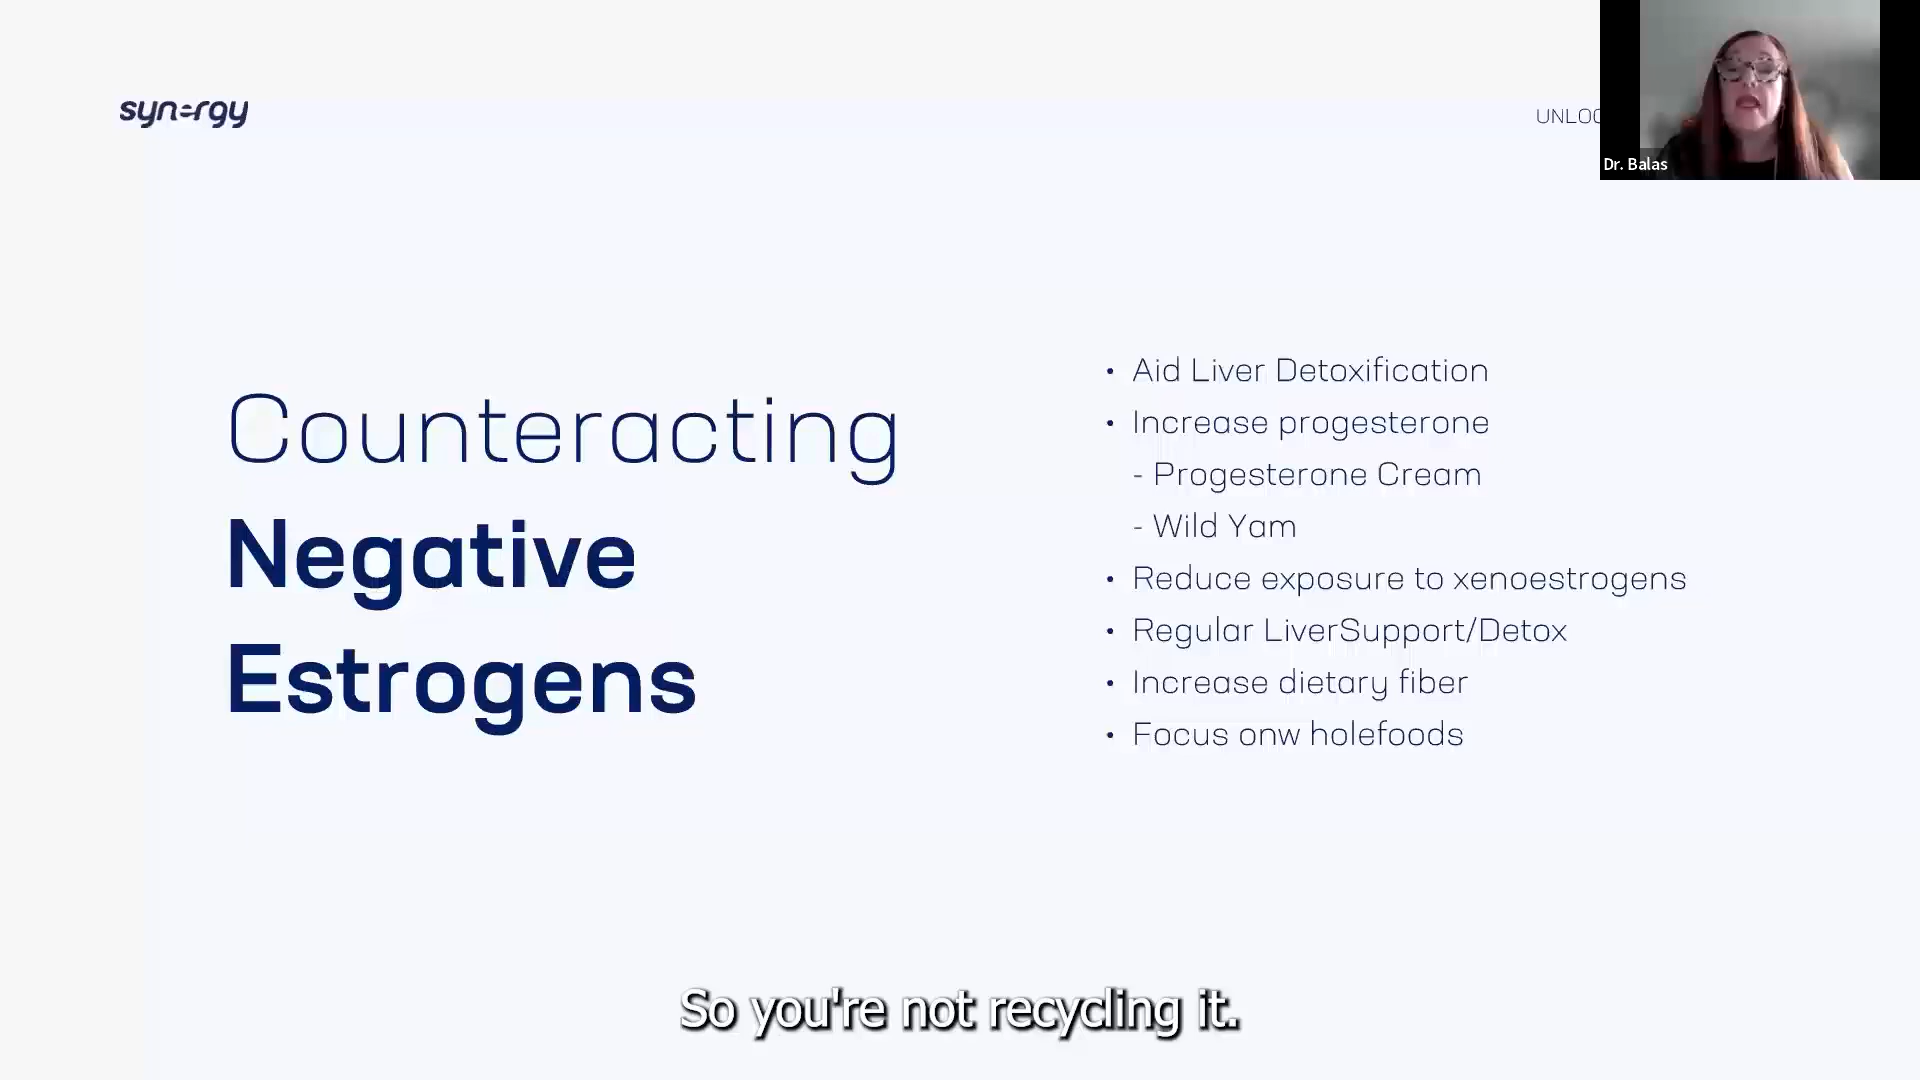 synergy
UNLOC
Dr. Balas
Counteracting
Negative
Estrogens
• Aid Liver Detoxification
• Increase progesterone
- Progesterone Cream
- Wild Yam
• Reduce exposure to xenoestrogens
• Regular LiverSupport/Detox
• Increase dietary fiber
• Focus onw holefoods
So you're not recycling it.